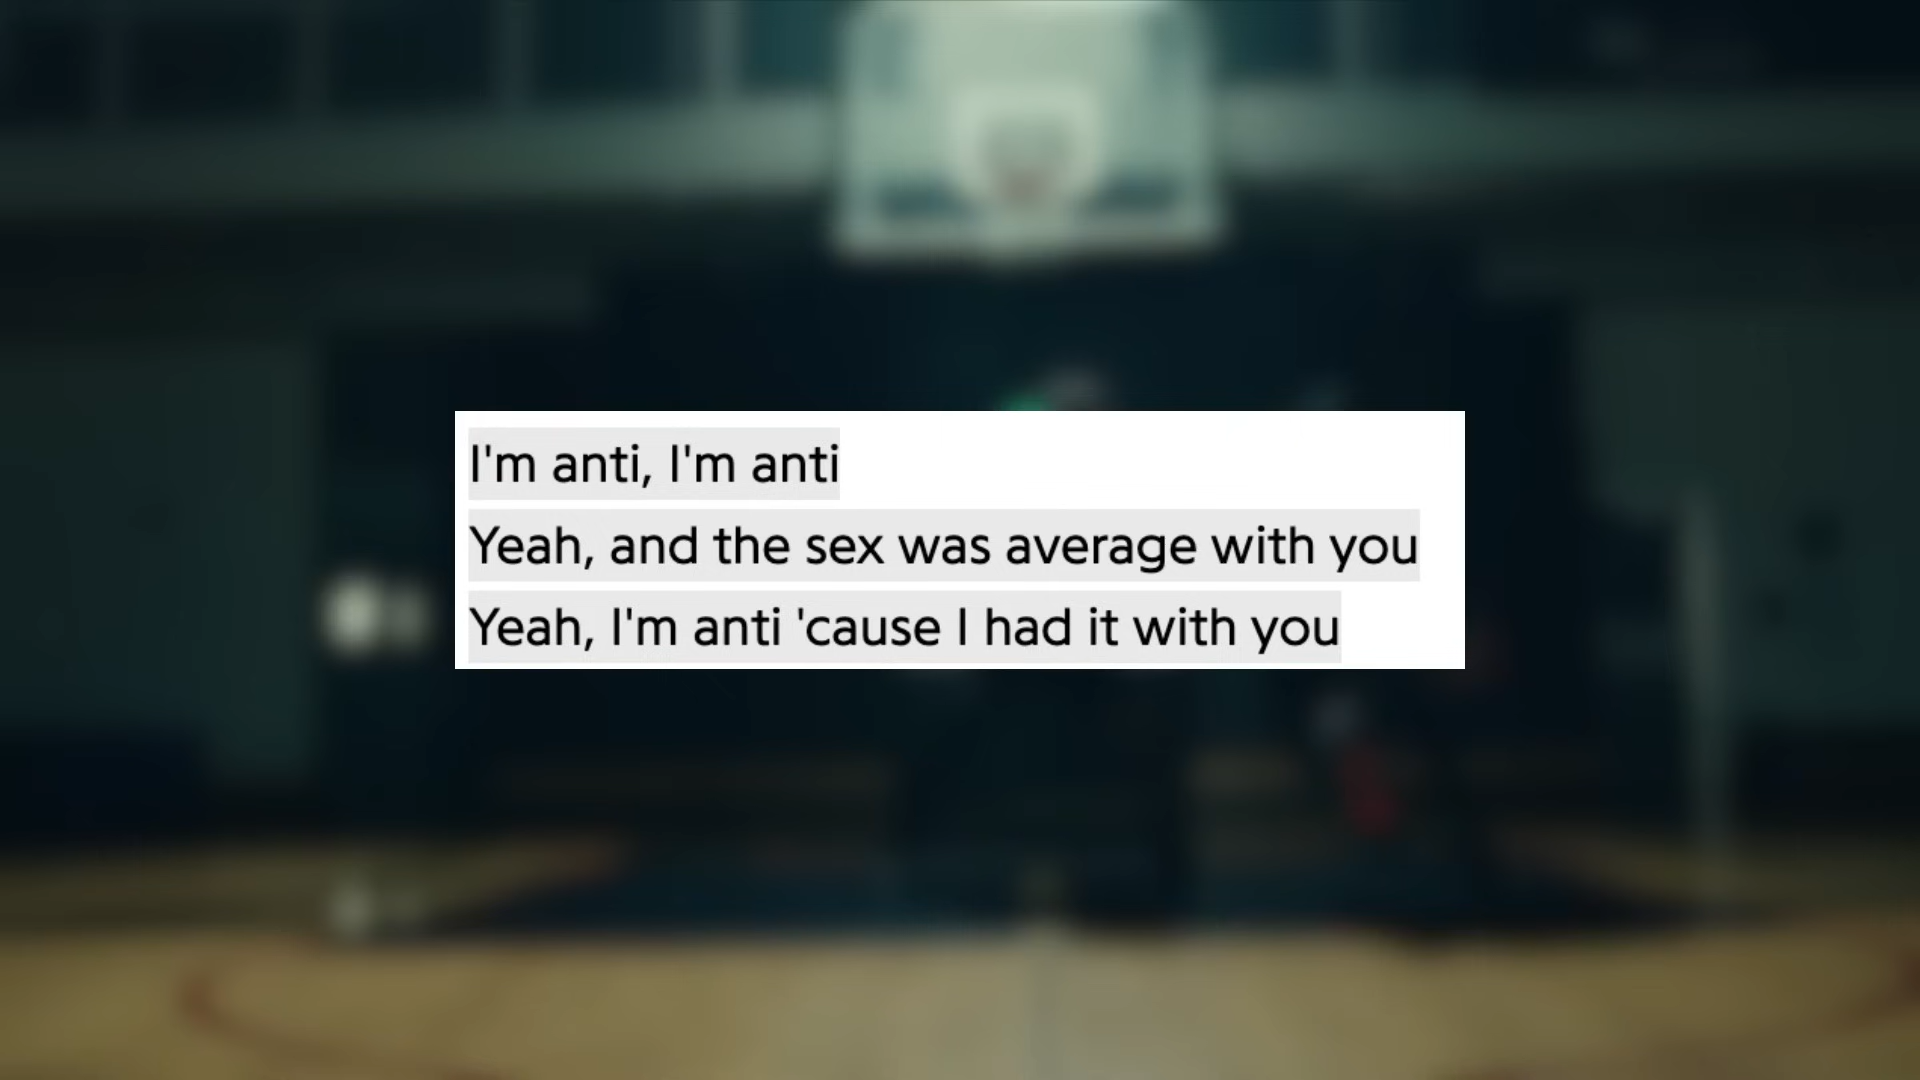 I'm anti, I'm anti
Yeah, and the sex was average with you
Yeah, I'm anti 'cause I had it with you